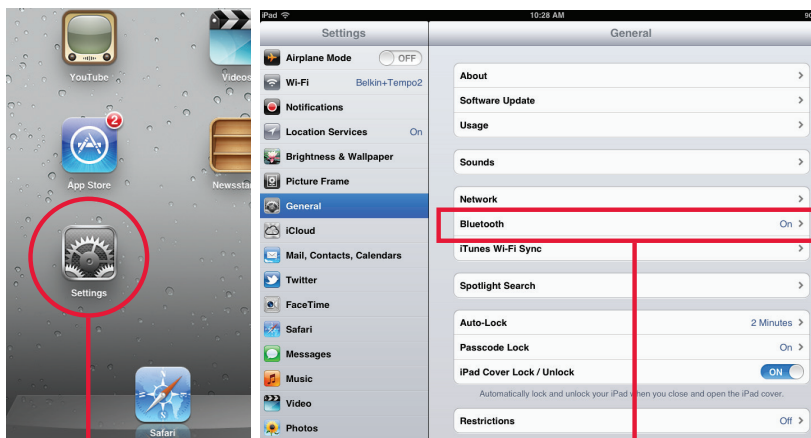 YouTube
Videos
2
App Store
Newsstan
Settings
Safari
iPad
10:28 AM
90
Settings
Airplane Mode OFF
Wi-Fi Belkin+Tempo2
Notifications
Location Services On
Brightness & Wallpaper
Picture Frame
General
iCloud
Mail, Contacts, Calendars
Twitter
FaceTime
Safari
Messages
Music
Video
Photos
General
About
Software Update
Usage
Sounds
Network
Bluetooth On
iTunes Wi-Fi Sync
Spotlight Search
Auto-Lock 2 Minutes
Passcode Lock On
iPad Cover Lock / Unlock ON
Automatically lock and unlock your iPad when you close and open the iPad cover.
Restrictions Off